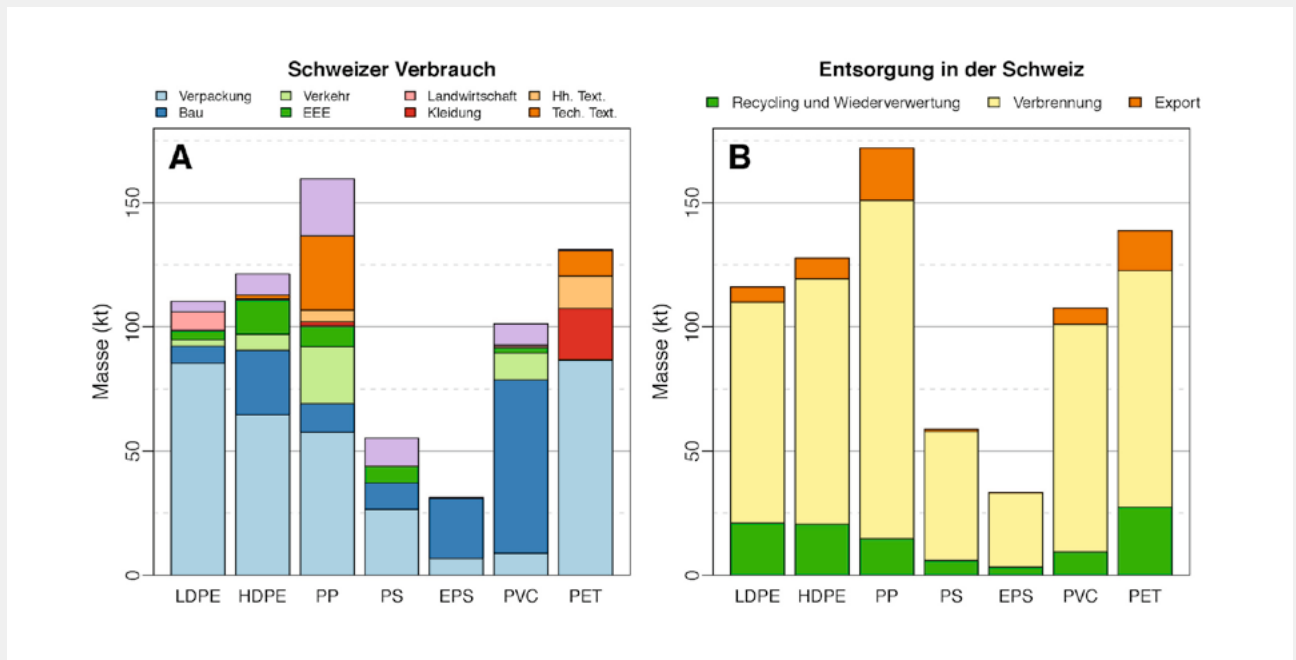 Schweizer Verbrauch
Verpackung Verkehr Landwirtschaft Hh. Text.
Bau EEE Kleidung Tech. Text.
A
Masse (kt)
150
100
50
0
LDPE HDPE PP PS EPS PVC PET
Entsorgung in der Schweiz
Recycling und Wiederverwertung Verbrennung Export
B
Masse (kt)
150
100
50
0
LDPE HDPE PP PS EPS PVC PET